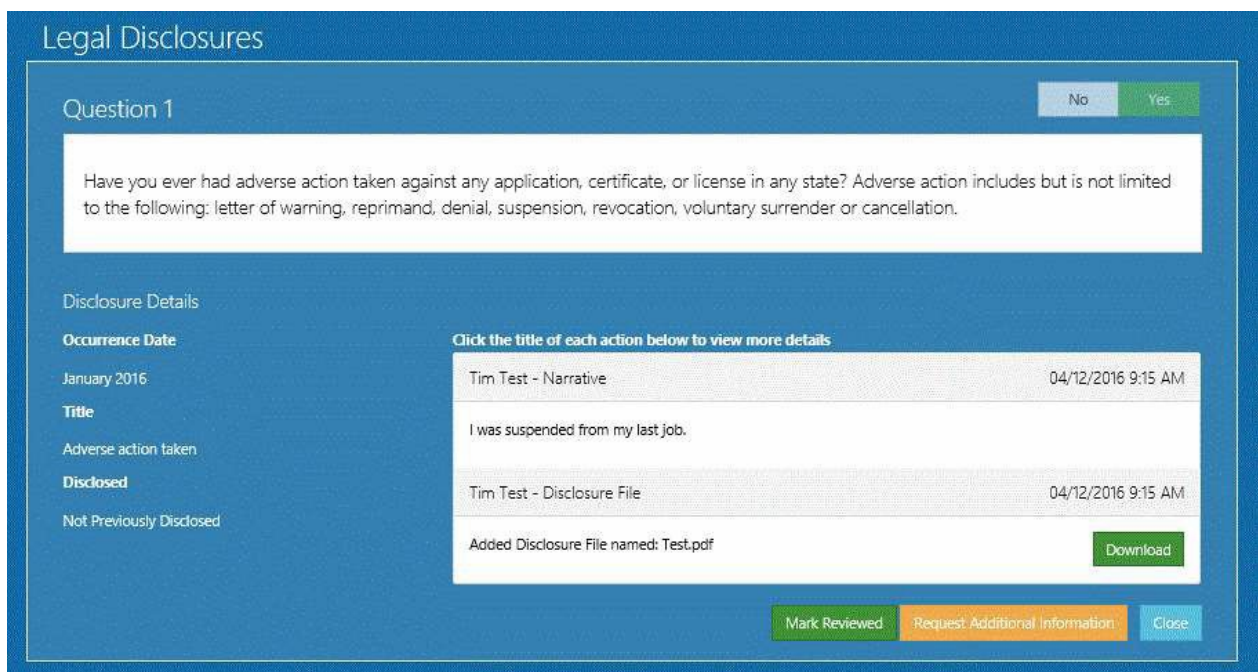 Legal Disclosures
Question 1
No
Yes
Have you ever had adverse action taken against any application, certificate, or license in any state? Adverse action includes but is not limited
to the following: letter of warning, reprimand, denial, suspension, revocation, voluntary surrender or cancellation.
Disclosure Details
Occurrence Date
January 2016
Title
Adverse action taken
Disclosed
Not Previously Disclosed
Click the title of each action below to view more details
Tim Test - Narrative
04/12/2016 9:15 AM
I was suspended from my last job.
Tim Test - Disclosure File
04/12/2016 9:15 AM
Added Disclosure File named: Test.pdf
Download
Mark Reviewed
Request Additional Information
Close